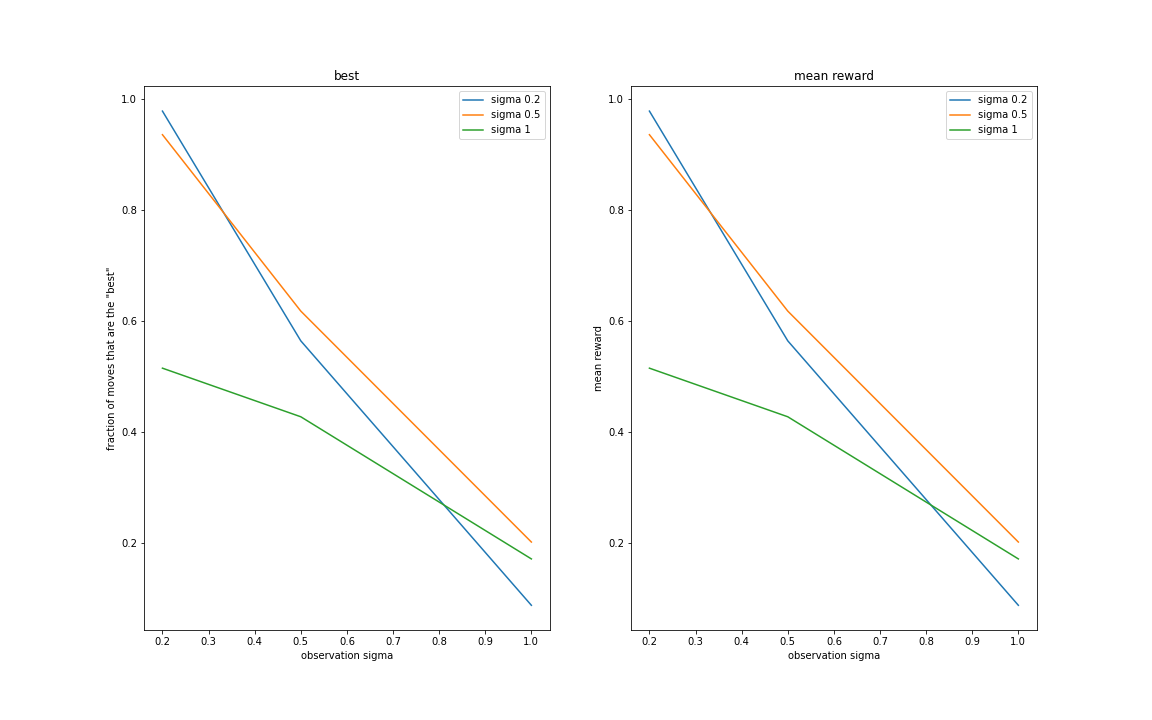 best
fraction of moves that are the "best"
1.0
0.8
0.6
0.4
0.2
sigma 0.2
sigma 0.5
sigma 1
0.2 0.3 0.4 0.5 0.6 0.7 0.8 0.9 1.0
observation sigma
mean reward
mean reward
1.0
0.8
0.6
0.4
0.2
sigma 0.2
sigma 0.5
sigma 1
0.2 0.3 0.4 0.5 0.6 0.7 0.8 0.9 1.0
observation sigma